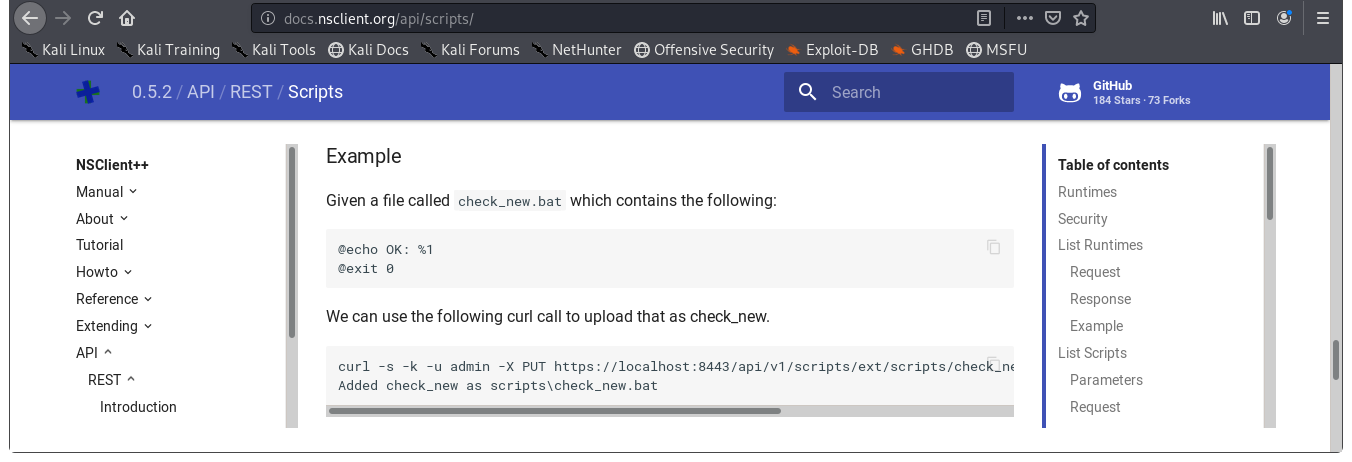 docs.nsclient.org/api/scripts/
Kali Linux Kali Training Kali Tools Kali Docs Kali Forums NetHunter Offensive Security Exploit-DB GHDB MSFU
0.5.2 / API / REST / Scripts
Search
GitHub
184 Stars · 73 Forks
NSClient++
Manual
About
Tutorial
Howto
Reference
Extending
API
REST
Introduction
Example
Given a file called check_new.bat which contains the following:
@echo OK: %1
@exit 0
We can use the following curl call to upload that as check_new.
curl -s -k -u admin -X PUT https://localhost:8443/api/v1/scripts/ext/scripts/check_ne
Added check_new as scripts\check_new.bat
Table of contents
Runtimes
Security
List Runtimes
Request
Response
Example
List Scripts
Parameters
Request